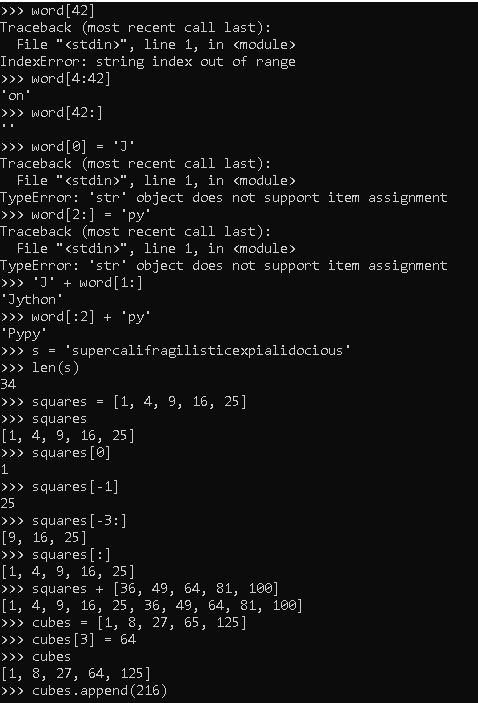 >>> word[42]
Traceback (most recent call last):
  File "<stdin>", line 1, in <module>
IndexError: string index out of range
>>> word[4:42]
'on'
>>> word[42:]
''
>>> word[0] = 'J'
Traceback (most recent call last):
  File "<stdin>", line 1, in <module>
TypeError: 'str' object does not support item assignment
>>> word[2:] = 'py'
Traceback (most recent call last):
  File "<stdin>", line 1, in <module>
TypeError: 'str' object does not support item assignment
>>> 'J' + word[1:]
'Jython'
>>> word[:2] + 'py'
'Pypy'
>>> s = 'supercalifragilisticexpialidocious'
>>> len(s)
34
>>> squares = [1, 4, 9, 16, 25]
>>> squares
[1, 4, 9, 16, 25]
>>> squares[0]
1
>>> squares[-1]
25
>>> squares[-3:]
[9, 16, 25]
>>> squares[:]
[1, 4, 9, 16, 25]
>>> squares + [36, 49, 64, 81, 100]
[1, 4, 9, 16, 25, 36, 49, 64, 81, 100]
>>> cubes = [1, 8, 27, 65, 125]
>>> cubes[3] = 64
>>> cubes
[1, 8, 27, 64, 125]
>>> cubes.append(216)